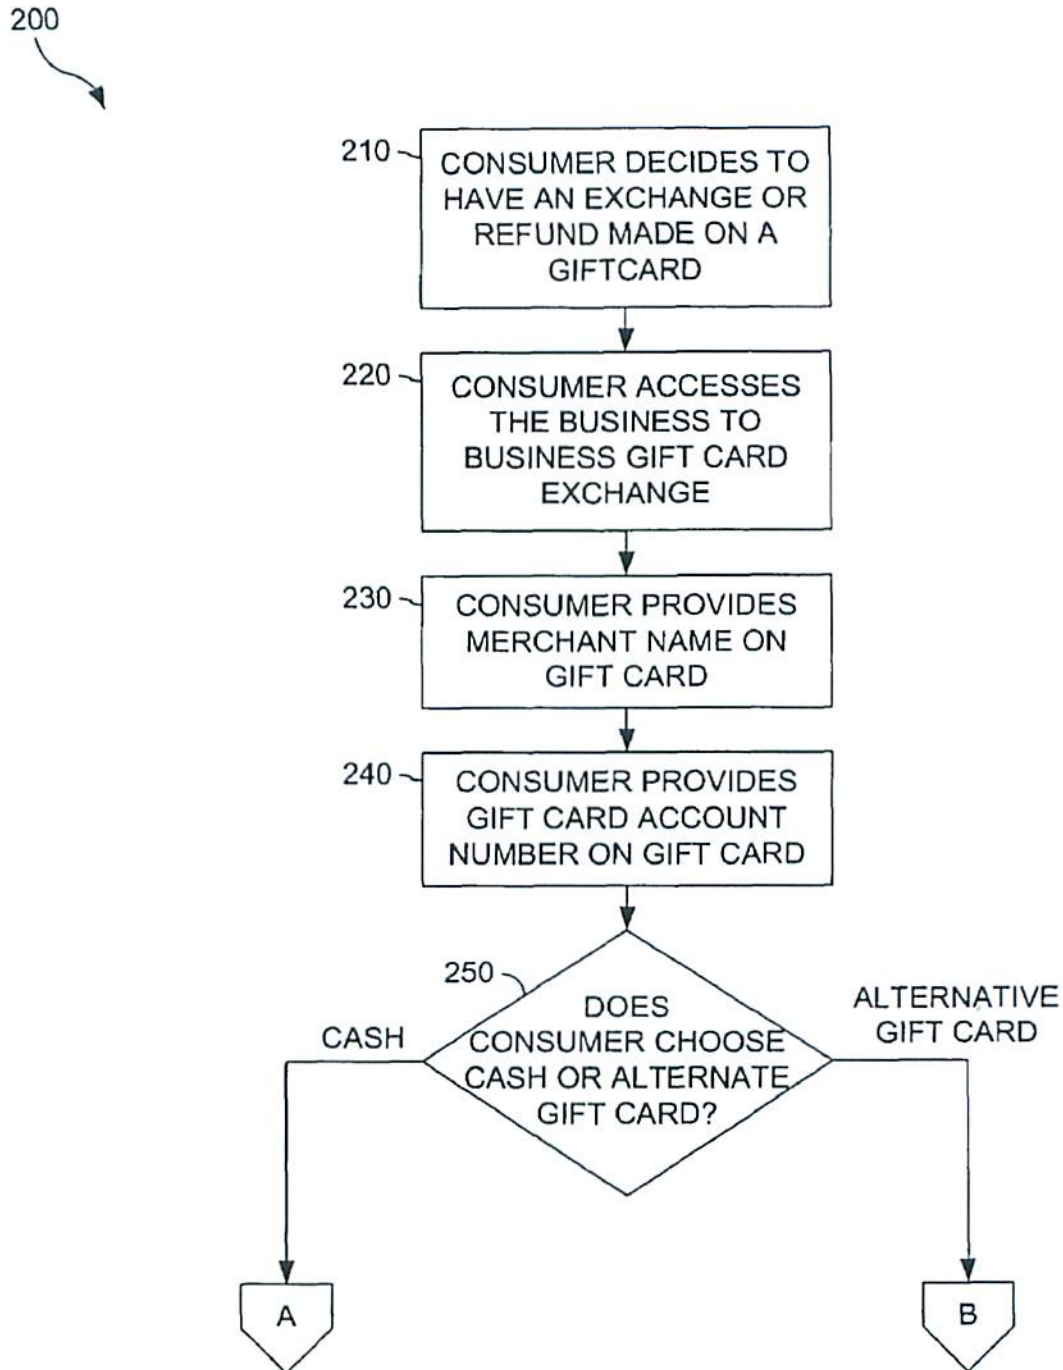 200
210
CONSUMER DECIDES TO
HAVE AN EXCHANGE OR
REFUND MADE ON A
GIFTCARD
220
CONSUMER ACCESSES
THE BUSINESS TO
BUSINESS GIFT CARD
EXCHANGE
230
CONSUMER PROVIDES
MERCHANT NAME ON
GIFT CARD
240
CONSUMER PROVIDES
GIFT CARD ACCOUNT
NUMBER ON GIFT CARD
250
DOES
CONSUMER CHOOSE
CASH OR ALTERNATE
GIFT CARD?
CASH
ALTERNATIVE
GIFT CARD
A
B